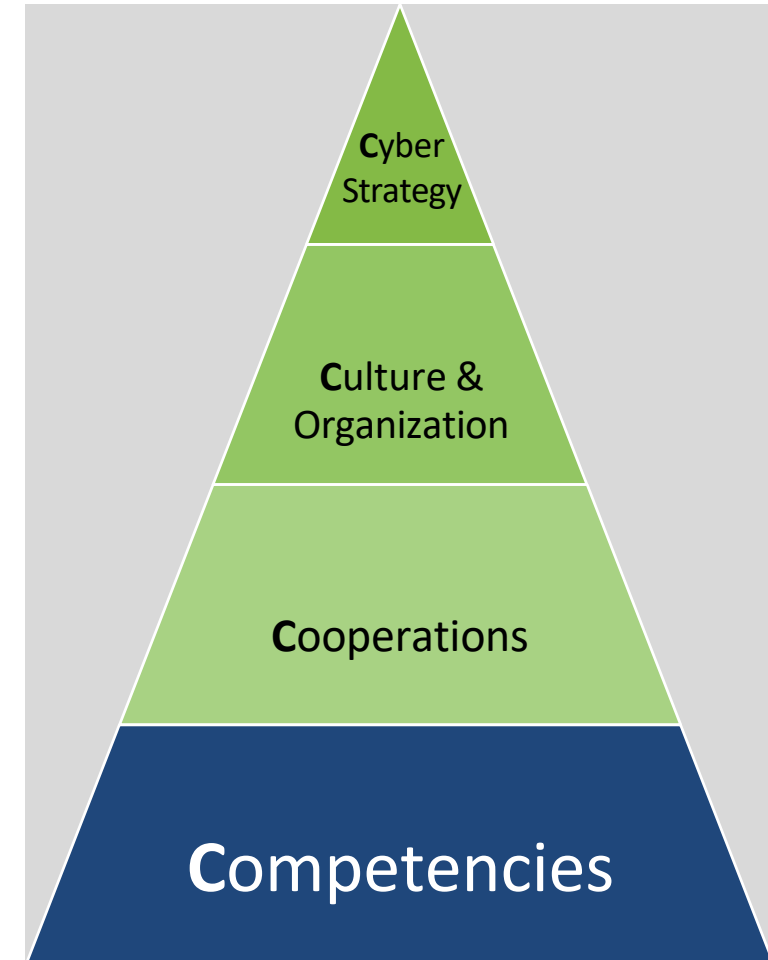 Cyber
Strategy
Culture &
Organization
Cooperations
Competencies